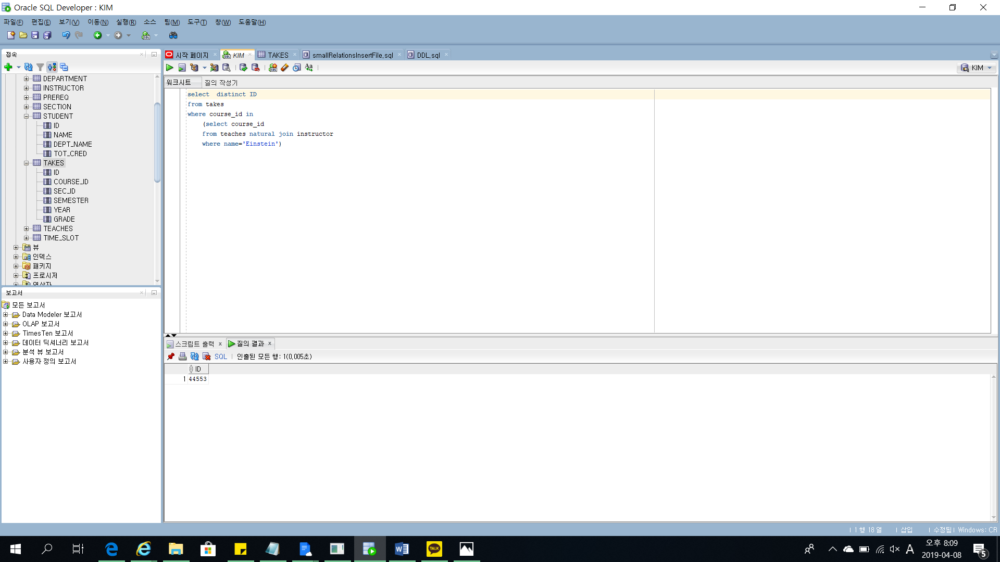 Oracle SQL Developer : KIM
파일(F) 편집(E) 보기(V) 이동(N) 실행(R) 소스 팀(M) 도구(T) 창(W) 도움말(H)
접속
시작 페이지 KIM TAKES smallRelationsInsertFile.sql DDL.sql
KIM
DEPARTMENT
INSTRUCTOR
PREREQ
SECTION
STUDENT
ID
NAME
DEPT_NAME
TOT_CRED
TAKES
ID
COURSE_ID
SEC_ID
SEMESTER
YEAR
GRADE
TEACHES
TIME_SLOT
뷰
인덱스
패키지
프로시저
워크시트 질의 작성기
select  distinct ID
from takes
where course_id in
(select course_id
from teaches natural join instructor
where name='Einstein')
보고서
모든 보고서
Data Modeler 보고서
OLAP 보고서
TimesTen 보고서
데이터 딕셔너리 보고서
분석 뷰 보고서
사용자 정의 보고서
스크립트 출력 x 질의 결과 x
SQL | 인출된 모든 행: 1(0.005초)
ID
1 44553
1 행 18 열 | 삽입 | 수정됨 | Windows: CR
TALK
A
오후 8:09
2019-04-08
5